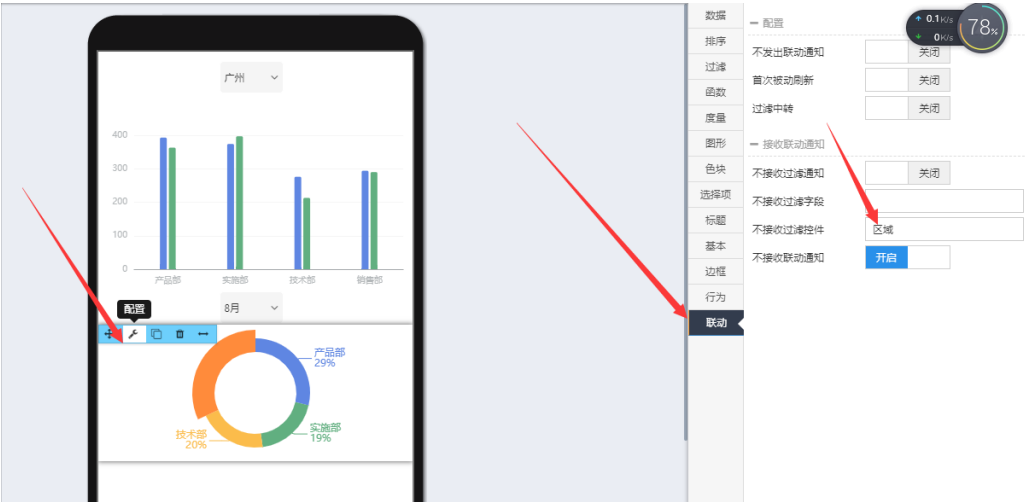 广州
400
300
200
100
0
产品部
实施部
技术部
销售部
8月
配置
产品部
29%
实施部
19%
技术部
20%
数据
排序
过滤
函数
度量
图形
色块
选择项
标题
基本
边框
行为
联动
配置
不发出联动通知
关闭
首次被动刷新
关闭
过滤中转
关闭
接收联动通知
不接收过滤通知
关闭
不接收过滤字段
不接收过滤控件
区域
不接收联动通知
开启
0.1K/s
0K/s
78%